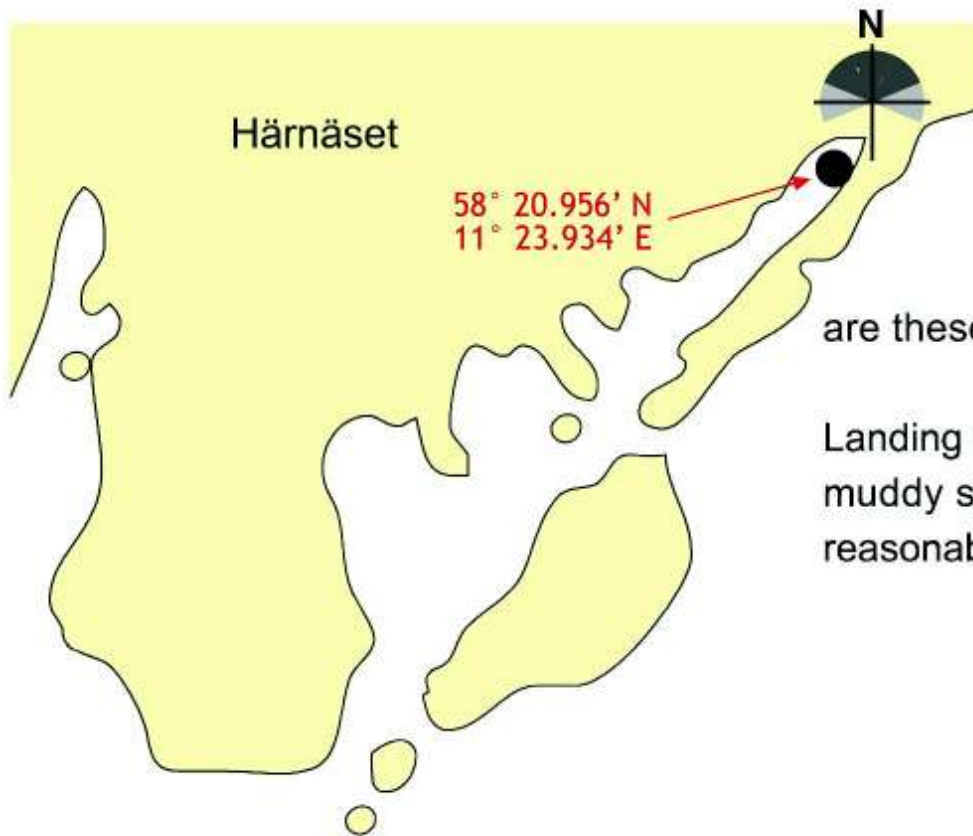 N
Härnäset
58° 20.956’ N
11° 23.934’ E
are these
Landing
muddy s
reasonab